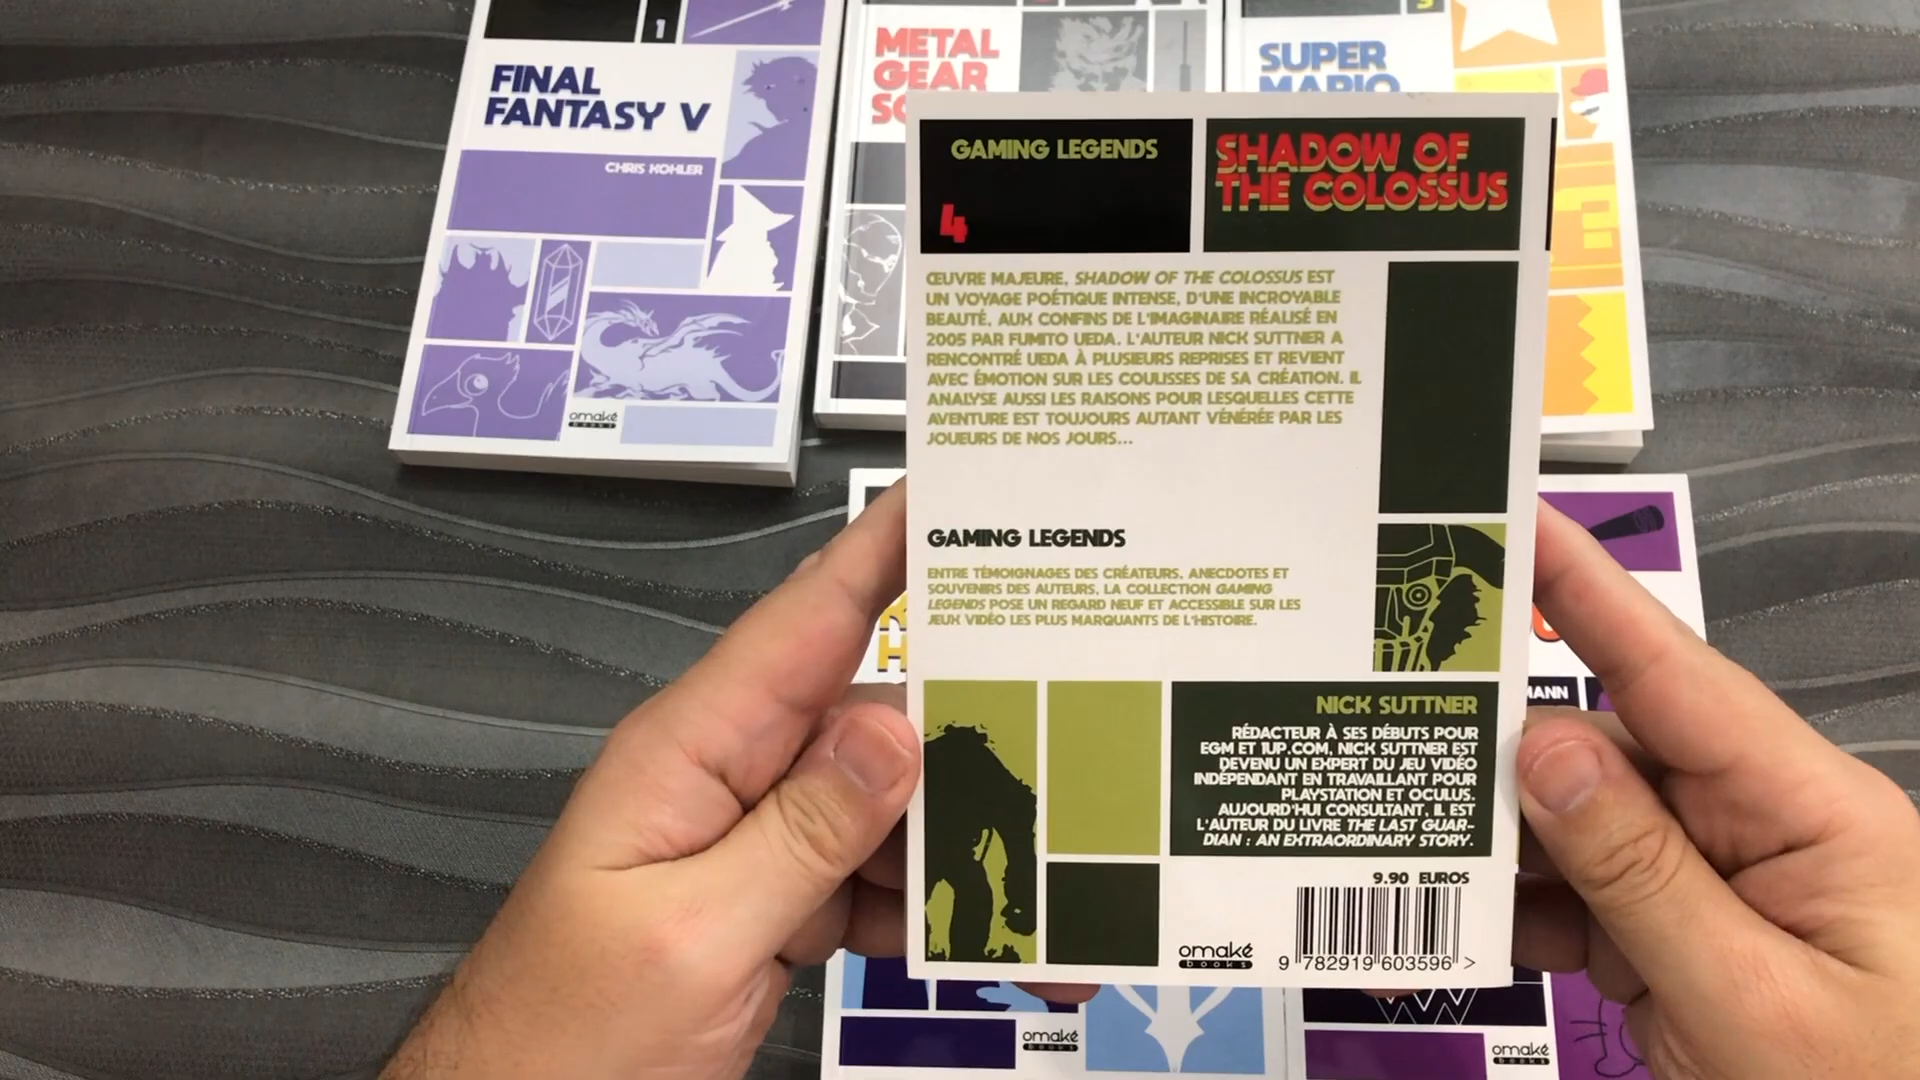 1
FINAL
FANTASY V
CHRIS KOHLER
omaké
books
METAL
GEAR
SUPER
MARIO
GAMING LEGENDS
4
SHADOW OF
THE COLOSSUS
ŒUVRE MAJEURE, SHADOW OF THE COLOSSUS EST
UN VOYAGE POÉTIQUE INTENSE, D'UNE INCROYABLE
BEAUTÉ, AUX CONFINS DE L'IMAGINAIRE RÉALISÉ EN
2005 PAR FUMITO UEDA. L'AUTEUR NICK SUTTNER A
RENCONTRÉ UEDA À PLUSIEURS REPRISES ET REVIENT
AVEC ÉMOTION SUR LES COULISSES DE SA CRÉATION. IL
ANALYSE AUSSI LES RAISONS POUR LESQUELLES CETTE
AVENTURE EST TOUJOURS AUTANT VÉNÉRÉE PAR LES
JOUEURS DE NOS JOURS...
GAMING LEGENDS
ENTRE TÉMOIGNAGES DES CRÉATEURS, ANECDOTES ET
SOUVENIRS DES AUTEURS, LA COLLECTION GAMING
LEGENDS POSE UN REGARD NEUF ET ACCESSIBLE SUR LES
JEUX VIDÉO LES PLUS MARQUANTS DE L'HISTOIRE.
NICK SUTTNER
RÉDACTEUR À SES DÉBUTS POUR
EGM ET 1UP.COM, NICK SUTTNER EST
DEVENU UN EXPERT DU JEU VIDÉO
INDÉPENDANT EN TRAVAILLANT POUR
PLAYSTATION ET OCULUS.
AUJOURD'HUI CONSULTANT, IL EST
L'AUTEUR DU LIVRE THE LAST GUAR-
DIAN : AN EXTRAORDINARY STORY.
9.90 EUROS
omaké
books
9 782919 603596 >
MANN
omaké
books
omaké
books